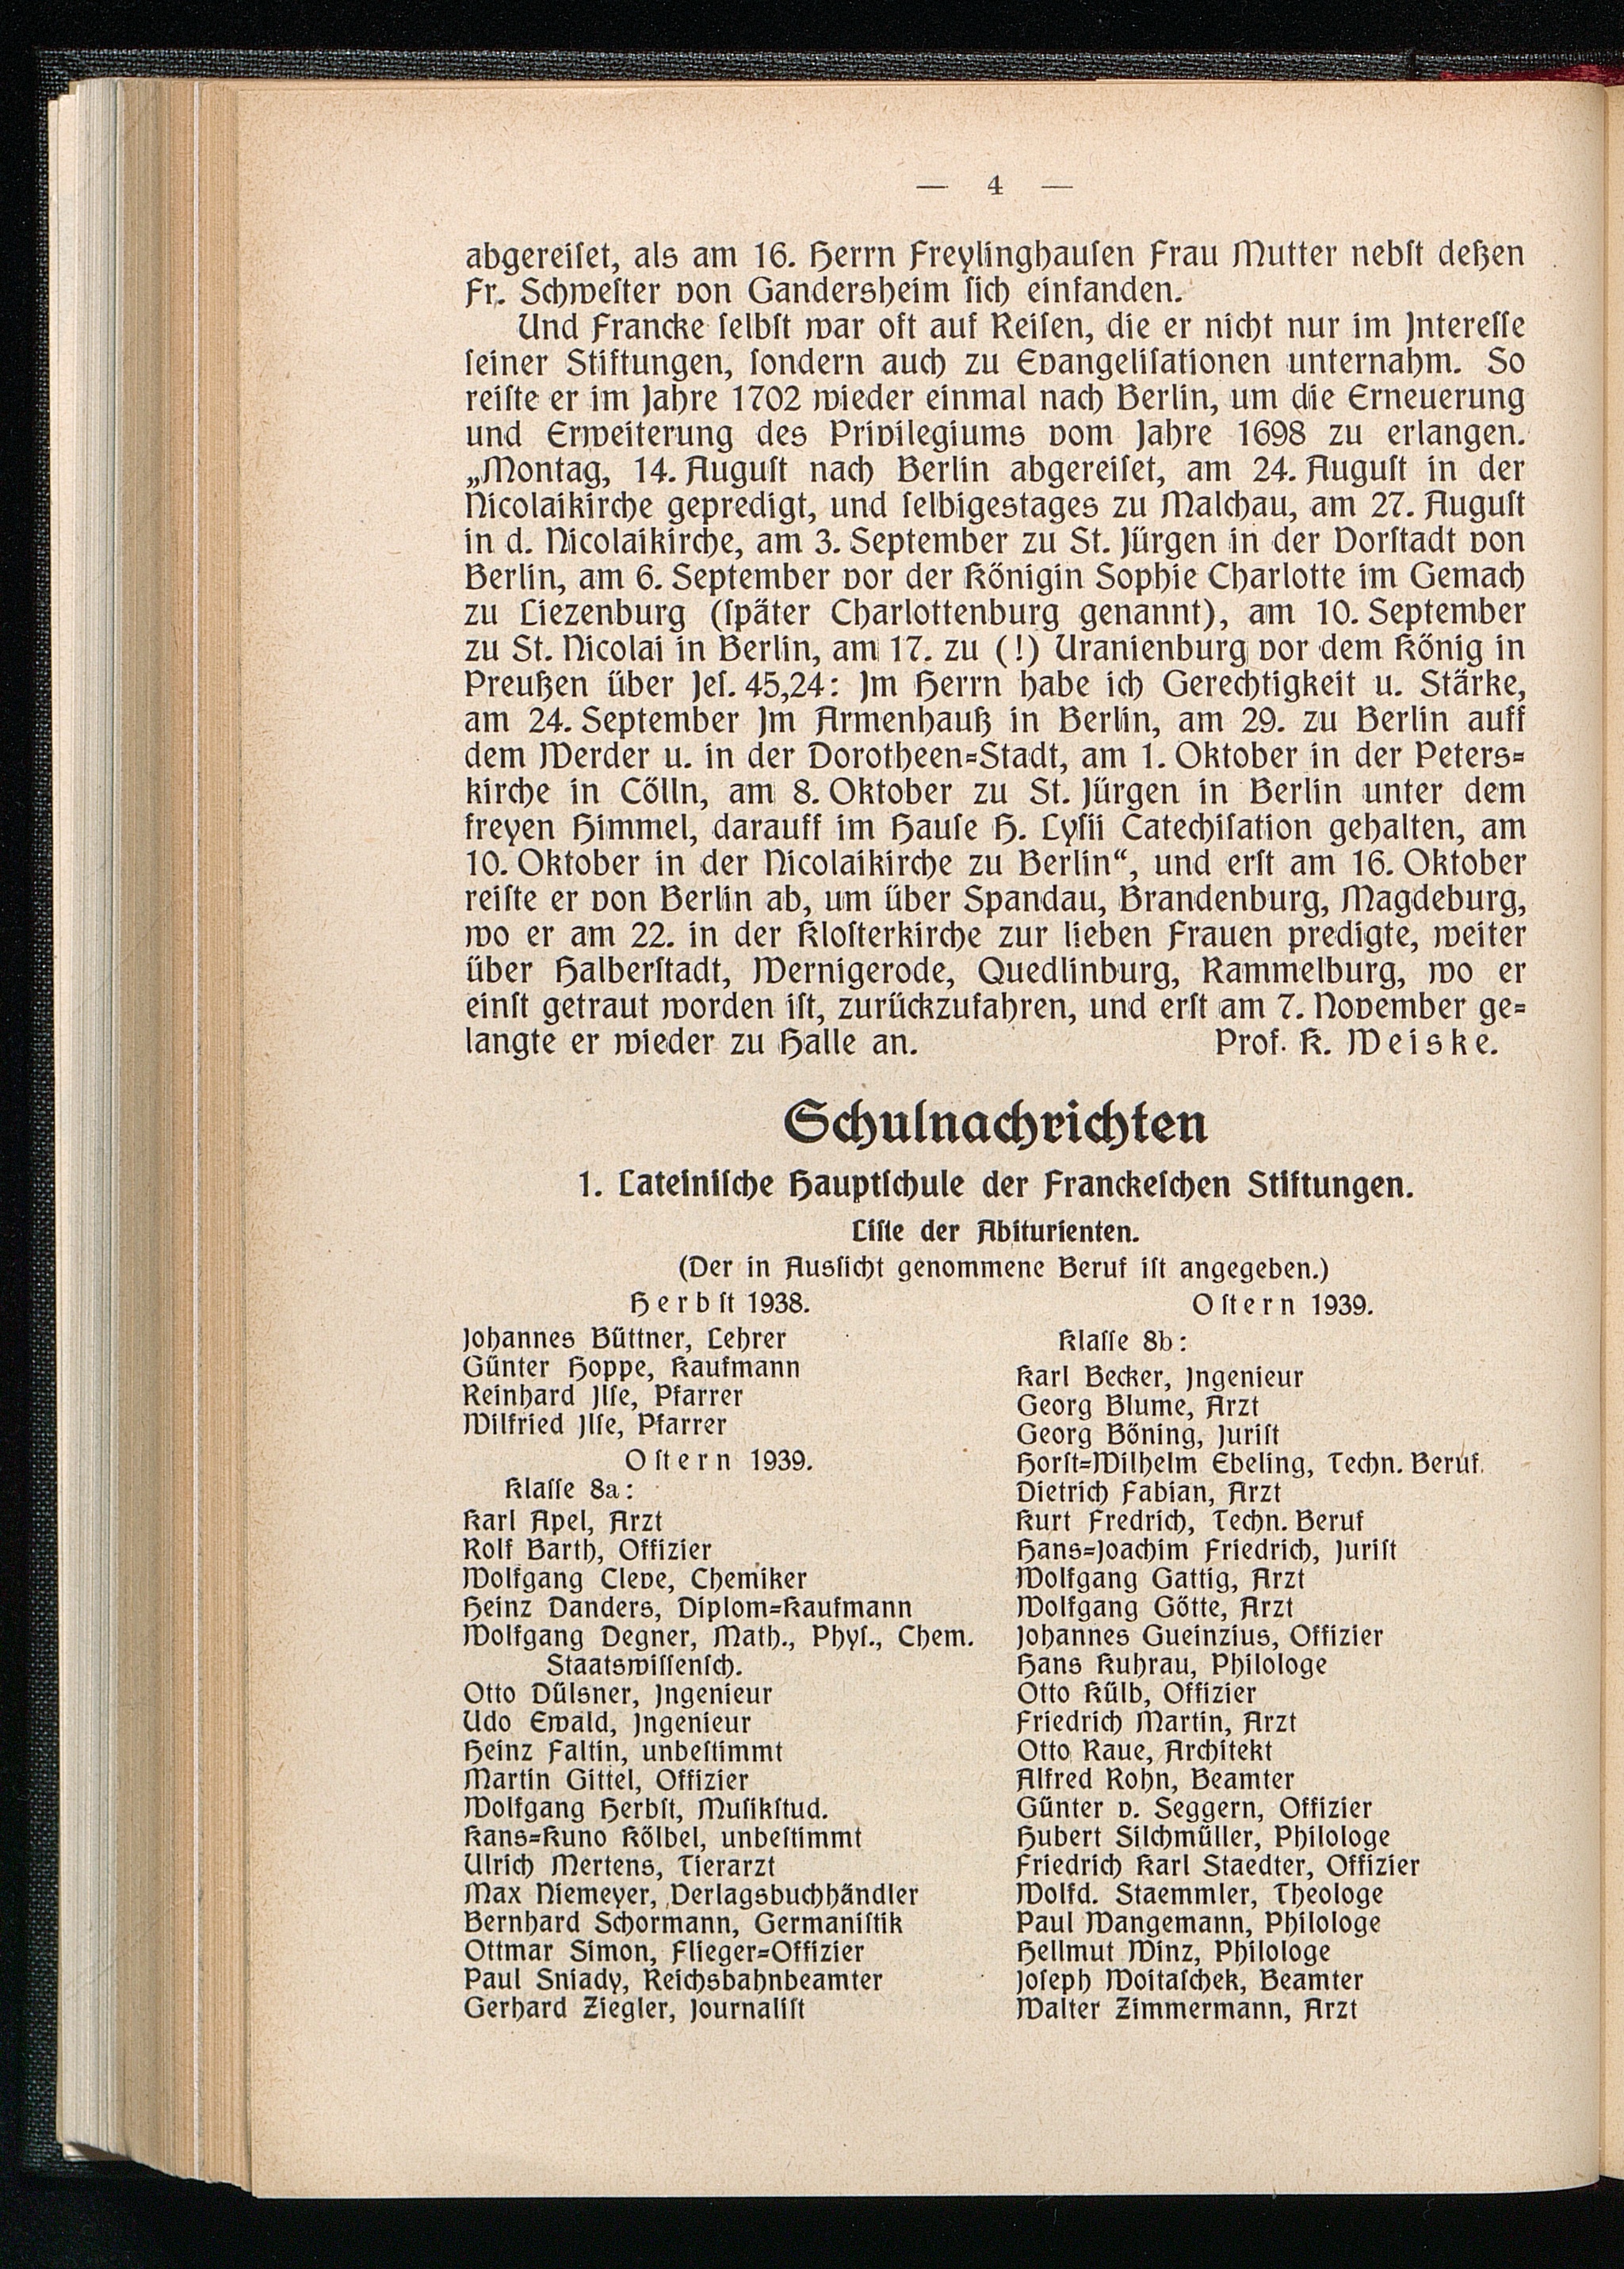 — 4 —
abgereiſet, als am 16. Herrn Freylinghauſen Frau Mutter nebſt deßen
Fr. Schweſter von Gandersheim ſich einfanden.
Und Francke ſelbſt war oft auf Reiſen, die er nicht nur im Intereſſe
ſeiner Stiftungen, ſondern auch zu Evangeliſationen unternahm. So
reiſte er im Jahre 1702 wieder einmal nach Berlin, um die Erneuerung
und Erweiterung des Privilegiums vom Jahre 1698 zu erlangen.
„Montag, 14. Auguſt nach Berlin abgereiſet, am 24. Auguſt in der
Nicolaikirche gepredigt, und ſelbigestages zu Malchau, am 27. Auguſt
in d. Nicolaikirche, am 3. September zu St. Jürgen in der Vorſtadt von
Berlin, am 6. September vor der Königin Sophie Charlotte im Gemach
zu Liezenburg (ſpäter Charlottenburg genannt), am 10. September
zu St. Nicolai in Berlin, am 17. zu (!) Uranienburg vor dem König in
Preußen über Jeſ. 45,24: Im Herrn habe ich Gerechtigkeit u. Stärke,
am 24. September Im Armenhauß in Berlin, am 29. zu Berlin auff
dem Werder u. in der Dorotheen-Stadt, am 1. Oktober in der Peters-
kirche in Cölln, am 8. Oktober zu St. Jürgen in Berlin unter dem
freyen Himmel, darauff im Hauſe H. Lyſii Catechiſation gehalten, am
10. Oktober in der Nicolaikirche zu Berlin“, und erſt am 16. Oktober
reiſte er von Berlin ab, um über Spandau, Brandenburg, Magdeburg,
wo er am 22. in der Kloſterkirche zur lieben Frauen predigte, weiter
über Halberſtadt, Wernigerode, Quedlinburg, Rammelburg, wo er
einſt getraut worden iſt, zurückzufahren, und erſt am 7. November ge-
langte er wieder zu Halle an. Prof. K. Weiske.
Schulnachrichten
1. Lateiniſche Hauptſchule der Franckeſchen Stiftungen.
Liſte der Abiturienten.
(Der in Ausſicht genommene Beruf iſt angegeben.)
Herbſt 1938.
Johannes Büttner, Lehrer
Günter Hoppe, Kaufmann
Reinhard Ilſe, Pfarrer
Wilfried Ilſe, Pfarrer
Oſtern 1939.
Klaſſe 8a:
Karl Apel, Arzt
Rolf Barth, Offizier
Wolfgang Cleve, Chemiker
Heinz Danders, Diplom-Kaufmann
Wolfgang Degner, Math., Phyſ., Chem.
Staatswiſſenſch.
Otto Dülsner, Ingenieur
Udo Ewald, Ingenieur
Heinz Faltin, unbeſtimmt
Martin Gittel, Offizier
Wolfgang Herbſt, Muſikſtud.
Kans-Kuno Kölbel, unbeſtimmt
Ulrich Mertens, Tierarzt
Max Niemeyer, Verlagsbuchhändler
Bernhard Schormann, Germaniſtik
Ottmar Simon, Flieger-Offizier
Paul Sniady, Reichsbahnbeamter
Gerhard Ziegler, Journaliſt
Oſtern 1939.
Klaſſe 8b:
Karl Becker, Ingenieur
Georg Blume, Arzt
Georg Böning, Juriſt
Horſt-Wilhelm Ebeling, Techn. Beruf.
Dietrich Fabian, Arzt
Kurt Fredrich, Techn. Beruf
Hans-Joachim Friedrich, Juriſt
Wolfgang Gattig, Arzt
Wolfgang Götte, Arzt
Johannes Gueinzius, Offizier
Hans Kuhrau, Philologe
Otto Külb, Offizier
Friedrich Martin, Arzt
Otto Raue, Architekt
Alfred Rohn, Beamter
Günter v. Seggern, Offizier
Hubert Silchmüller, Philologe
Friedrich Karl Staedter, Offizier
Wolfd. Staemmler, Theologe
Paul Wangemann, Philologe
Hellmut Winz, Philologe
Joſeph Woitaſchek, Beamter
Walter Zimmermann, Arzt